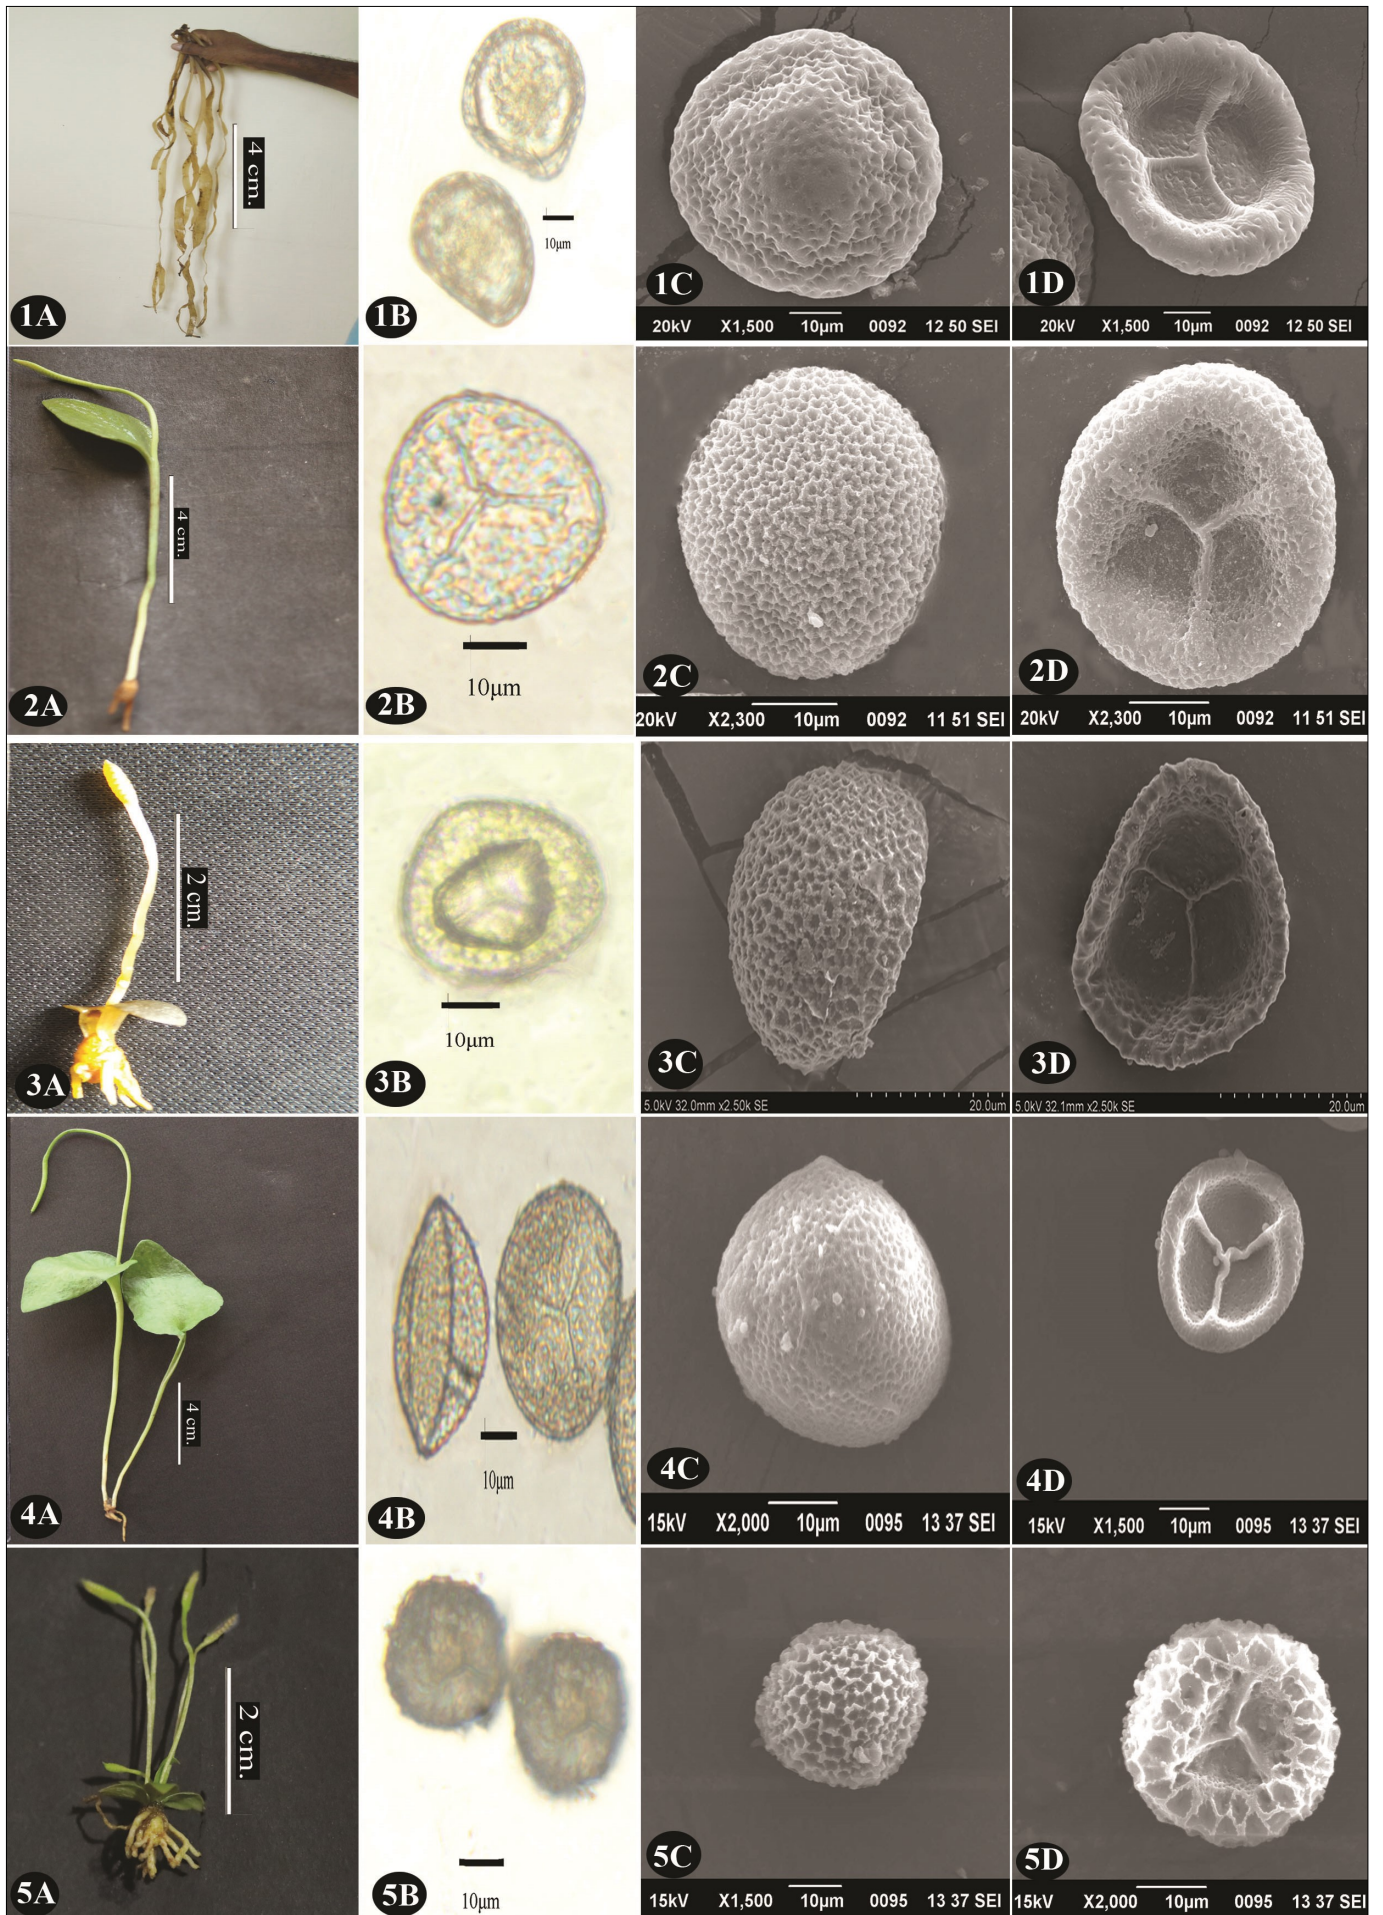 4 cm.
1A
10μm
1B
1C
20kV X1,500 10μm 0092 12 50 SEI
1D
20kV X1,500 10μm 0092 12 50 SEI
4 cm.
2A
10μm
2B
2C
20kV X2,300 10μm 0092 11 51 SEI
2D
20kV X2,300 10μm 0092 11 51 SEI
2 cm.
3A
10μm
3B
3C
5.0kV 32.0mm x2.50k SE 20.0um
3D
5.0kV 32.1mm x2.50k SE 20.0um
4 cm.
4A
10μm
4B
4C
15kV X2,000 10μm 0095 13 37 SEI
4D
15kV X1,500 10μm 0095 13 37 SEI
2 cm.
5A
10μm
5B
5C
15kV X1,500 10μm 0095 13 37 SEI
5D
15kV X2,000 10μm 0095 13 37 SEI